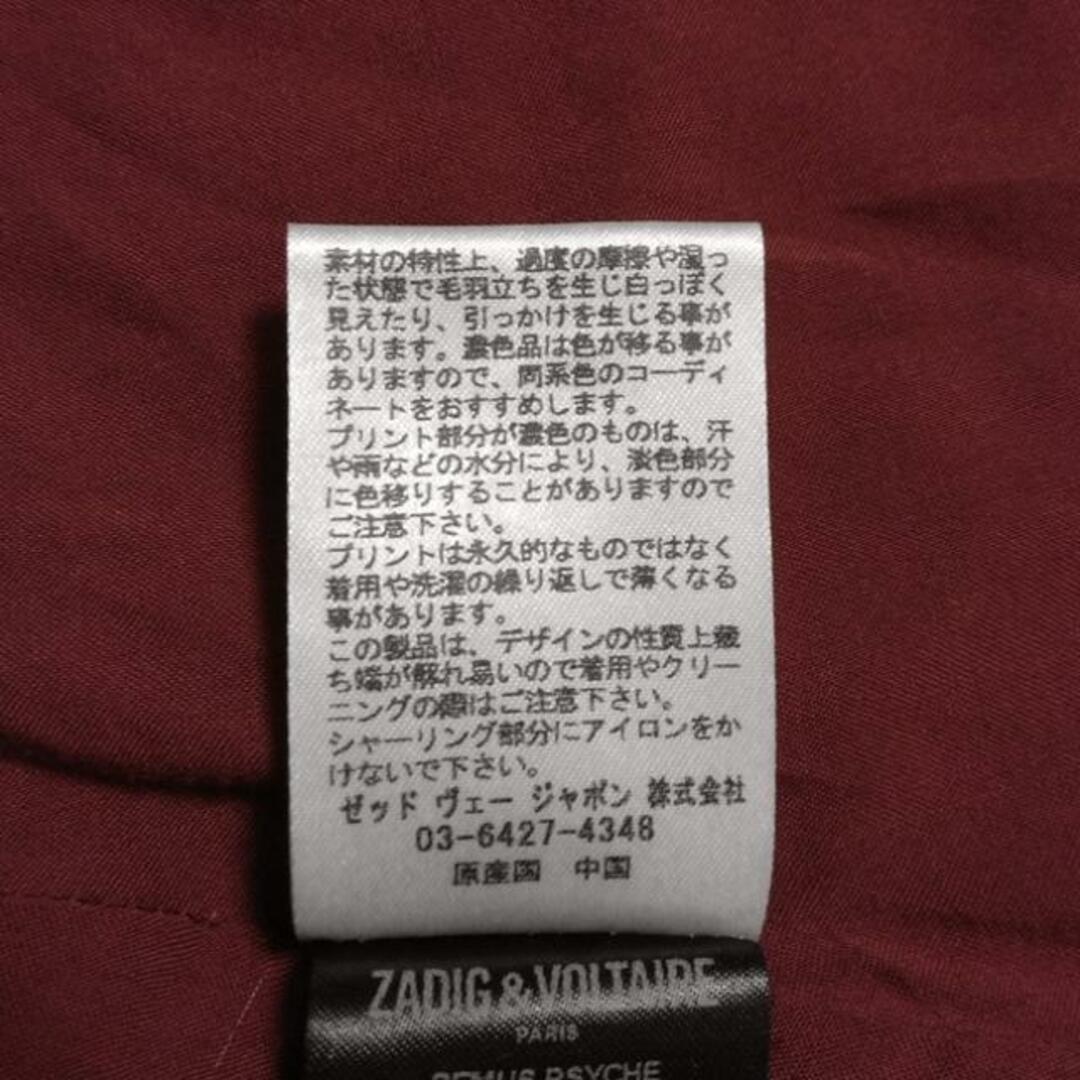 素材の特性上、過度の摩擦や湿っ
た状態で毛羽立ちを生じ白っぽく
見えたり、引っかけを生じる事が
あります。濃色品は色が移る事が
ありますので、同系色のコーディ
ネートをおすすめします。
プリント部分が濃色のものは、汗
や雨などの水分により、淡色部分
に色移りすることがありますので
ご注意下さい。
プリントは永久的なものではなく
着用や洗濯の繰り返しで薄くなる
事があります。
この製品は、デザインの性質上裁
ち端が解れ易いので着用やクリー
ニングの際はご注意下さい。
シャーリング部分にアイロンをか
けないで下さい。
ゼッド ヴェー ジャポン 株式会社
03-6427-4348
原産国 中国
ZADIG & VOLTAIRE
PARIS
PSYCHE